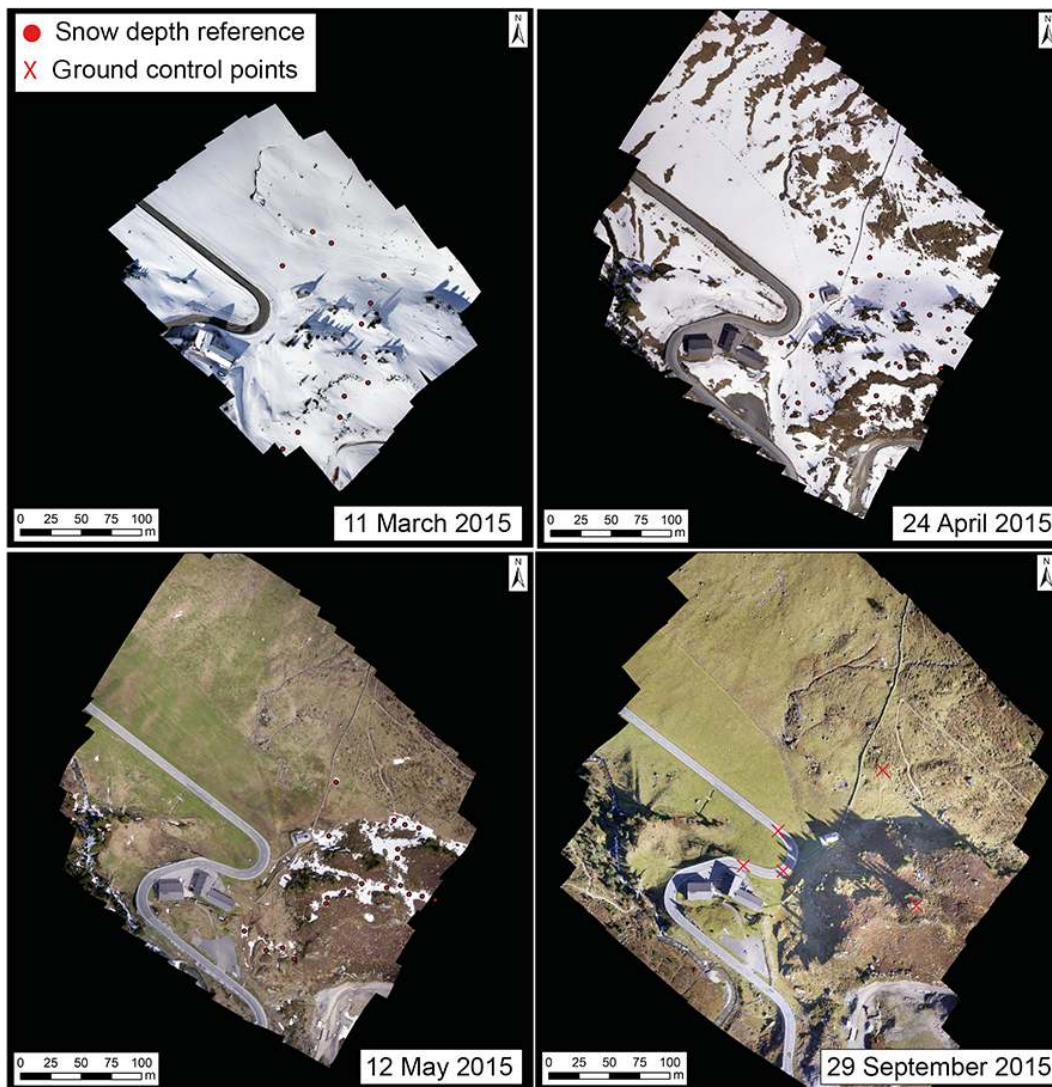 Snow depth reference
X Ground control points
N
0 25 50 75 100
m
11 March 2015
N
0 25 50 75 100
m
24 April 2015
N
0 25 50 75 100
m
12 May 2015
N
0 25 50 75 100
m
29 September 2015